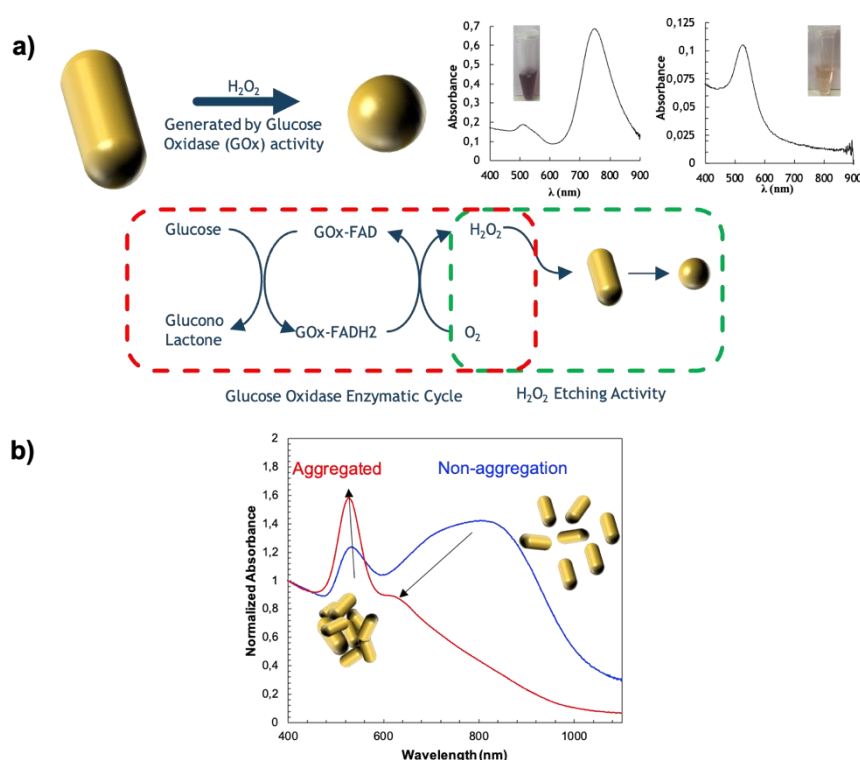 a)
H₂O₂
Generated by Glucose
Oxidase (GOx) activity
Absorbance
0,7
0,6
0,5
0,4
0,3
0,2
0,1
0
400 500 600 700 800 900
λ (nm)
Absorbance
0,125
0,1
0,075
0,05
0,025
0
400 500 600 700 800 900
λ (nm)
Glucose
GOx-FAD
H₂O₂
Glucono
Lactone
GOx-FADH2
O₂
Glucose Oxidase Enzymatic Cycle
H₂O₂ Etching Activity
b)
Normalized Absorbance
2
1,8
1,6
1,4
1,2
1
0,8
0,6
0,4
0,2
0
Aggregated
Non-aggregation
400 600 800 1000
Wavelength (nm)